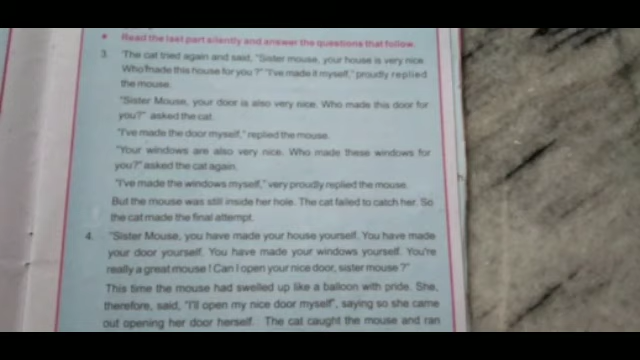 • Read the last part silently and answer the questions that follow.
3. 'The cat tried again and said, "Sister mouse, your house is very nice.
Who made this house for you?" "I've made it myself," proudly replied
the mouse.
"Sister Mouse, your door is also very nice. Who made this door for
you?" asked the cat.
"I've made the door myself," replied the mouse.
"Your windows are also very nice. Who made these windows for
you?" asked the cat again.
"I've made the windows myself," very proudly replied the mouse.
But the mouse was still inside her hole. The cat failed to catch her. So
the cat made the final attempt.
4. "Sister Mouse, you have made your house yourself. You have made
your door yourself. You have made your windows yourself. You're
really a great mouse ! Can I open your nice door, sister mouse ?"
This time the mouse had swelled up like a balloon with pride. She,
therefore, said, "I'll open my nice door myself", saying so she came
out opening her door herself. The cat caught the mouse and ran